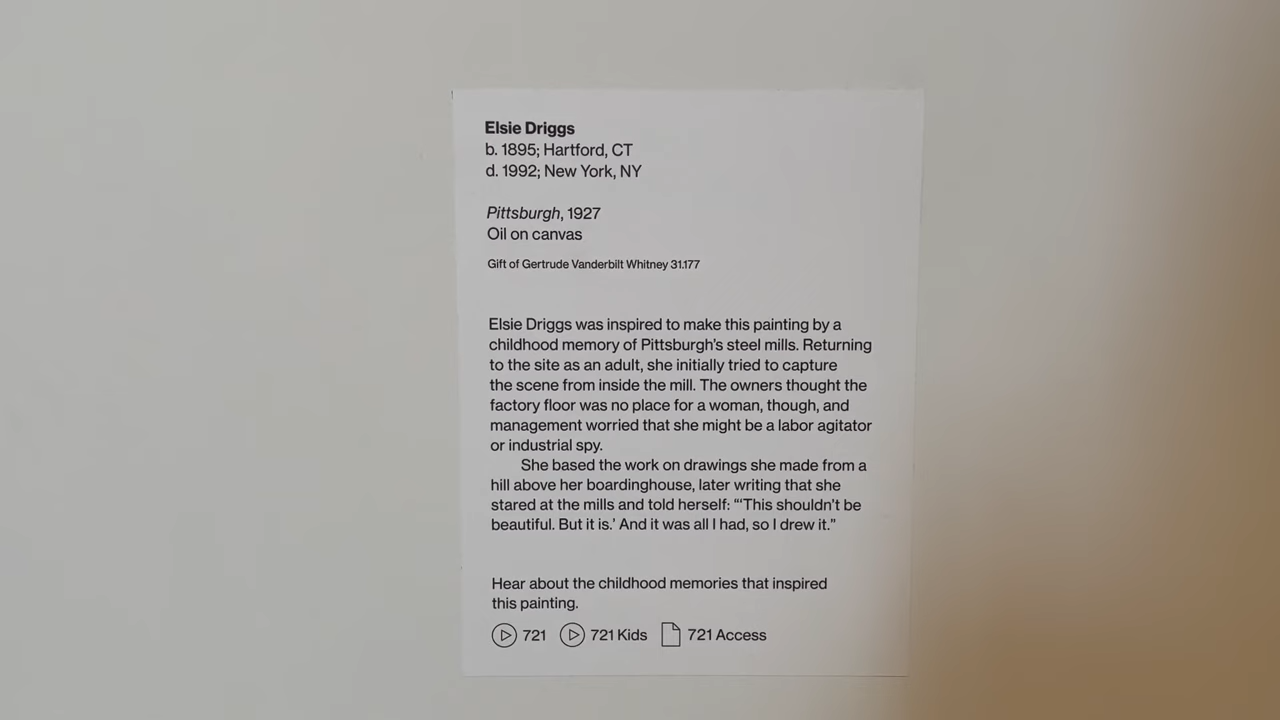 Elsie Driggs
b. 1895; Hartford, CT
d. 1992; New York, NY
Pittsburgh, 1927
Oil on canvas
Gift of Gertrude Vanderbilt Whitney 31.177
Elsie Driggs was inspired to make this painting by a
childhood memory of Pittsburgh's steel mills. Returning
to the site as an adult, she initially tried to capture
the scene from inside the mill. The owners thought the
factory floor was no place for a woman, though, and
management worried that she might be a labor agitator
or industrial spy.
She based the work on drawings she made from a
hill above her boardinghouse, later writing that she
stared at the mills and told herself: “‘This shouldn't be
beautiful. But it is.’ And it was all I had, so I drew it.”
Hear about the childhood memories that inspired
this painting.
721 721 Kids 721 Access